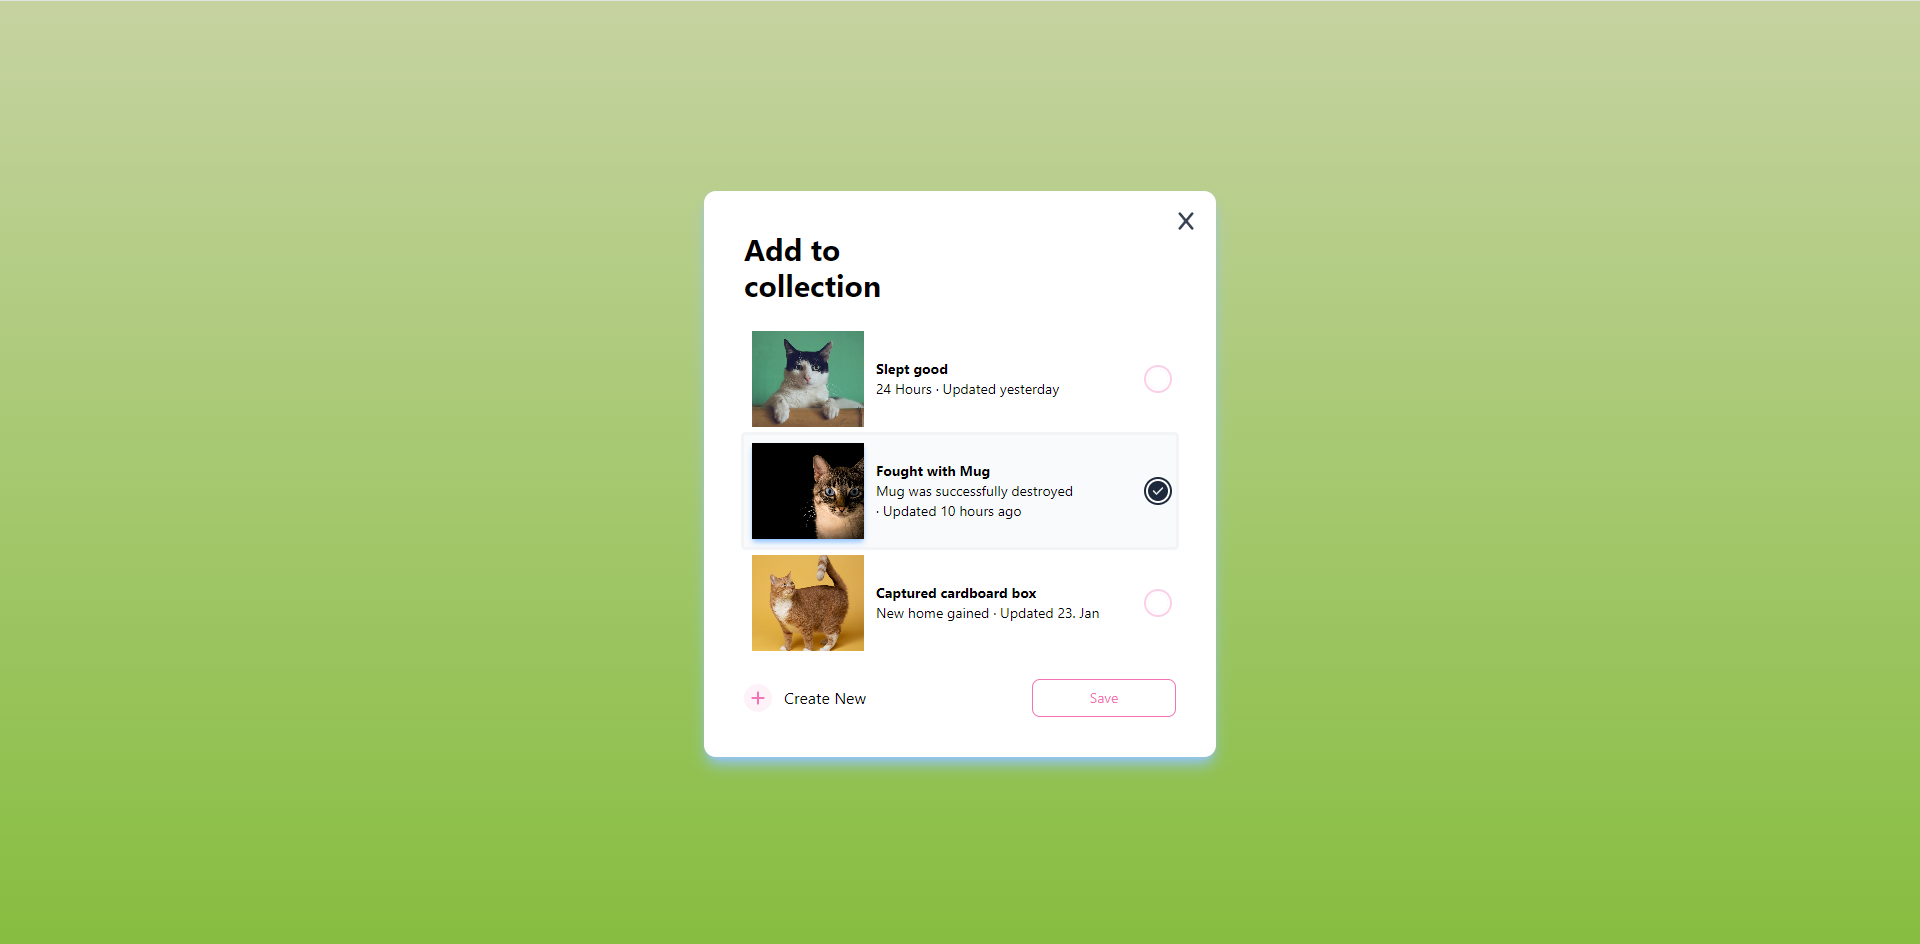 Add to
collection
Slept good
24 Hours · Updated yesterday
Fought with Mug
Mug was successfully destroyed
· Updated 10 hours ago
Captured cardboard box
New home gained · Updated 23. Jan
Create New
Save